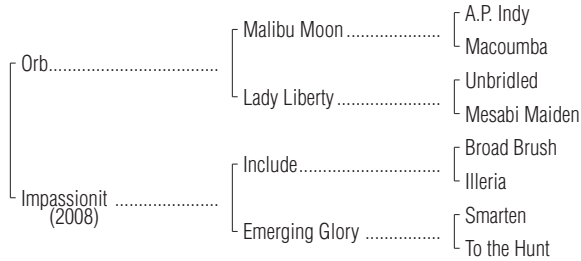 A.P. Indy
Malibu Moon ....................
Macoumba
Orb...................................
Unbridled
Lady Liberty ......................
Mesabi Maiden
Broad Brush
Include..............................
Illeria
Impassionit .....................
(2008)
Smarten
Emerging Glory ................
To the Hunt